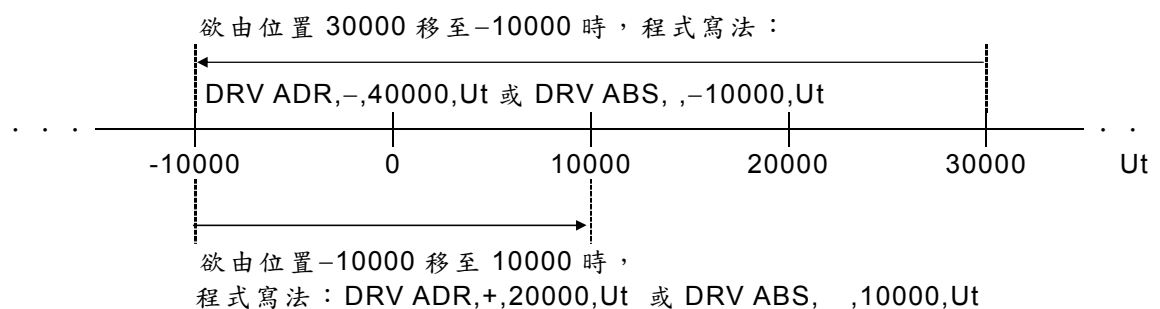 欲由位置 30000 移至–10000 時，程式寫法：
DRV ADR,–,40000,Ut 或 DRV ABS, ,–10000,Ut
-10000 0 10000 20000 30000 Ut
欲由位置–10000 移至 10000 時，
程式寫法：DRV ADR,+,20000,Ut 或 DRV ABS, ,10000,Ut